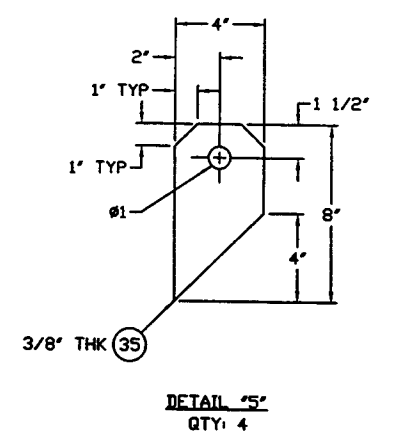 4"
2"
1" TYP
1 1/2"
1" TYP
ø1
8"
4"
3/8" THK 35
DETAIL "5"
QTY: 4